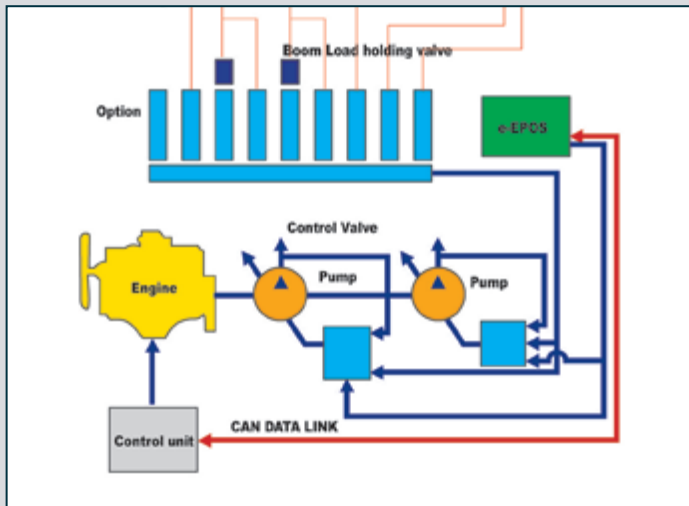 Boom Load holding valve
Option
e-EPOS
Control Valve
Engine
Pump
Pump
CAN DATA LINK
Control unit